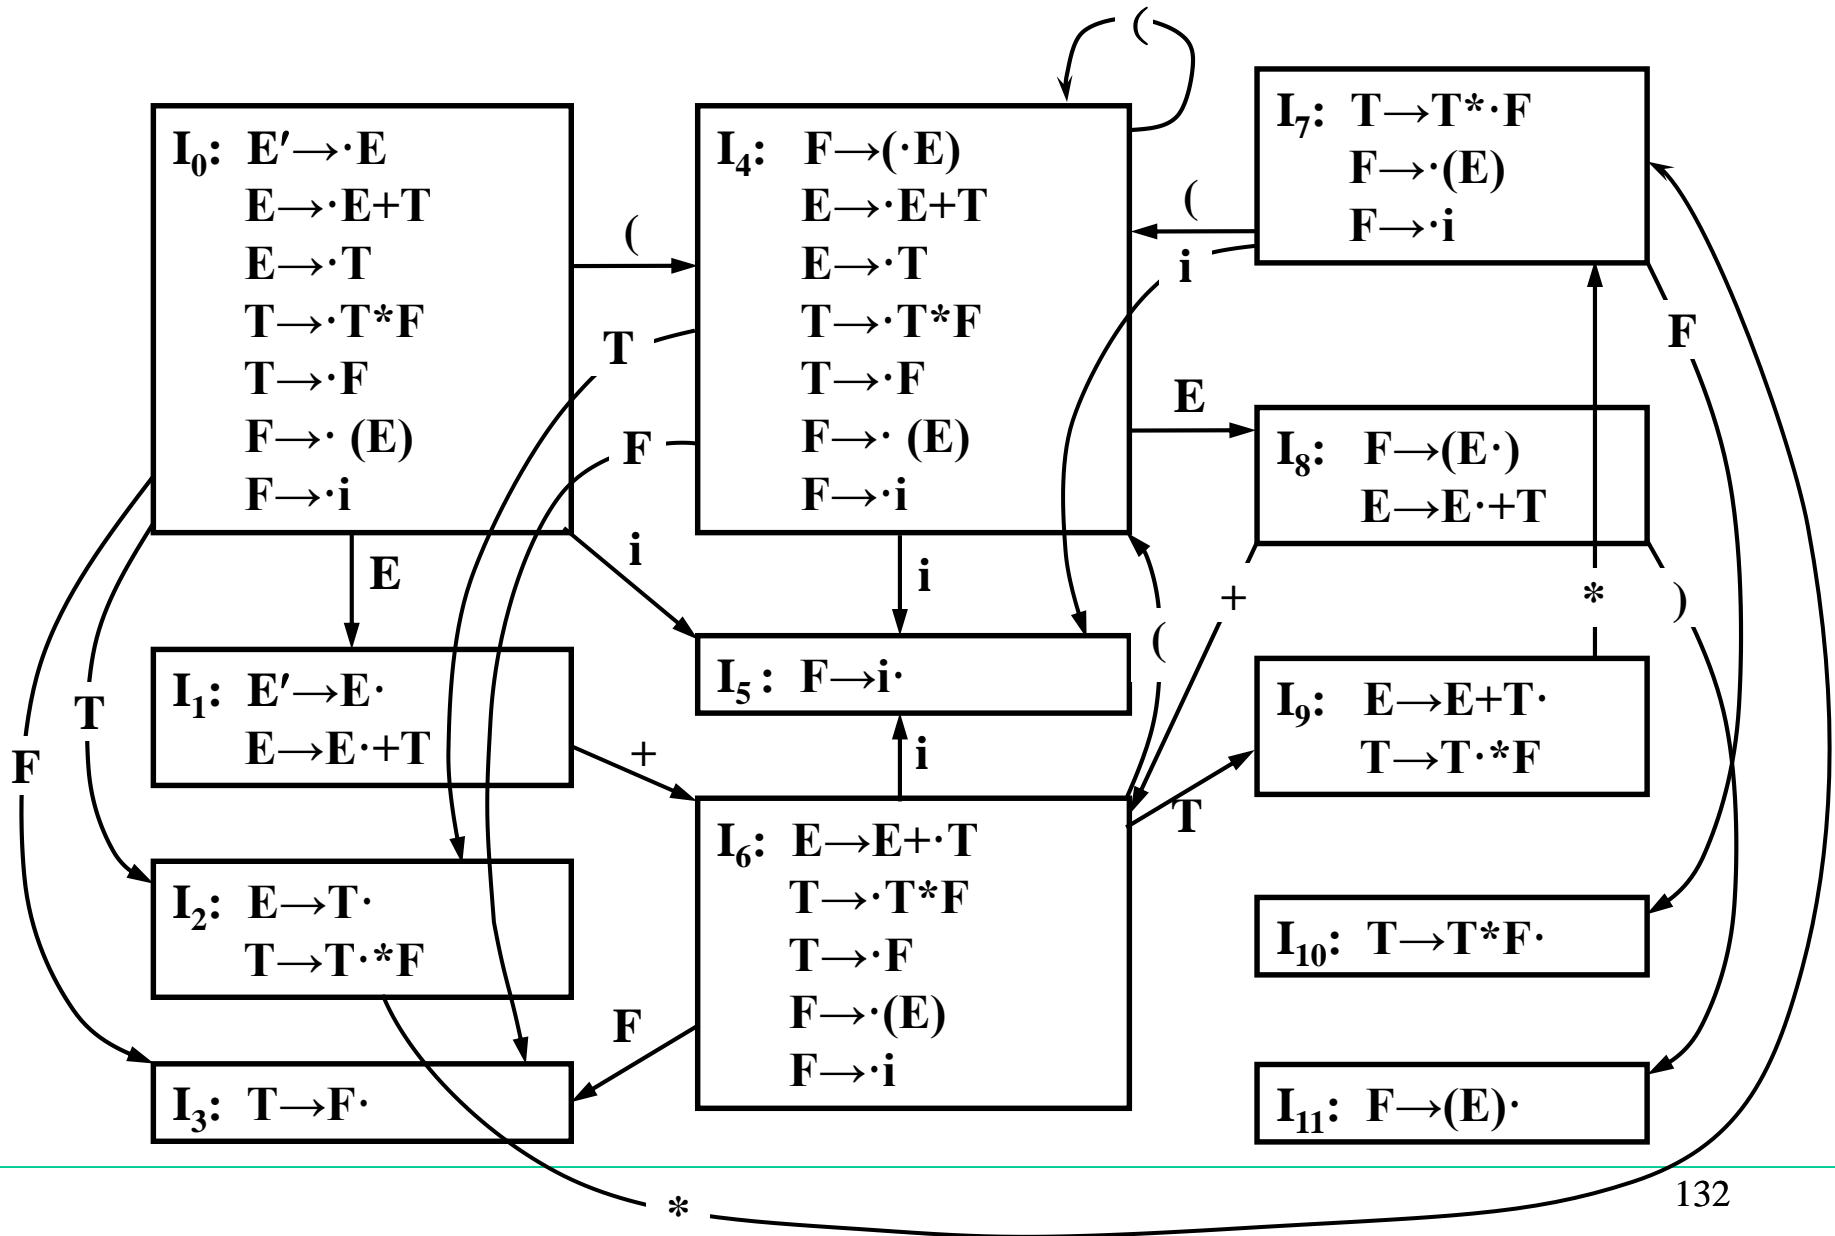 (
I₀: E′→·E
E→·E+T
E→·T
T→·T*F
T→·F
F→· (E)
F→·i
(
T
F
I₄: F→(·E)
E→·E+T
E→·T
T→·T*F
T→·F
F→· (E)
F→·i
(
i
E
I₇: T→T*·F
F→·(E)
F→·i
F
I₈: F→(E·)
E→E·+T
E
i
i
+
*
)
(
F
T
I₁: E′→E·
E→E·+T
+
I₅: F→i·
i
I₉: E→E+T·
T→T·*F
T
I₂: E→T·
T→T·*F
I₆: E→E+·T
T→·T*F
T→·F
F→·(E)
F→·i
I₁₀: T→T*F·
F
I₃: T→F·
I₁₁: F→(E)·
*
132